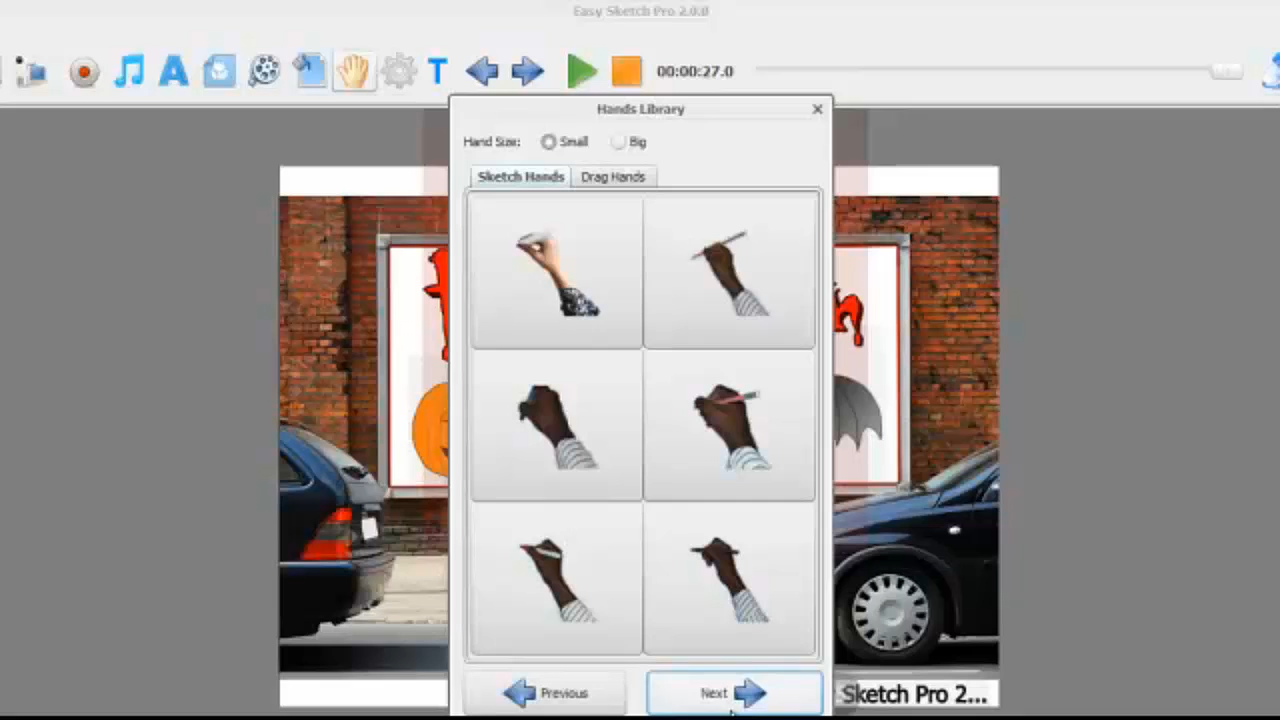 Easy Sketch Pro 2.0.0
A T 00:00:27.0
Hands Library
Hand Size: Small Big
Sketch Hands Drag Hands
Previous Next
Sketch Pro 2...